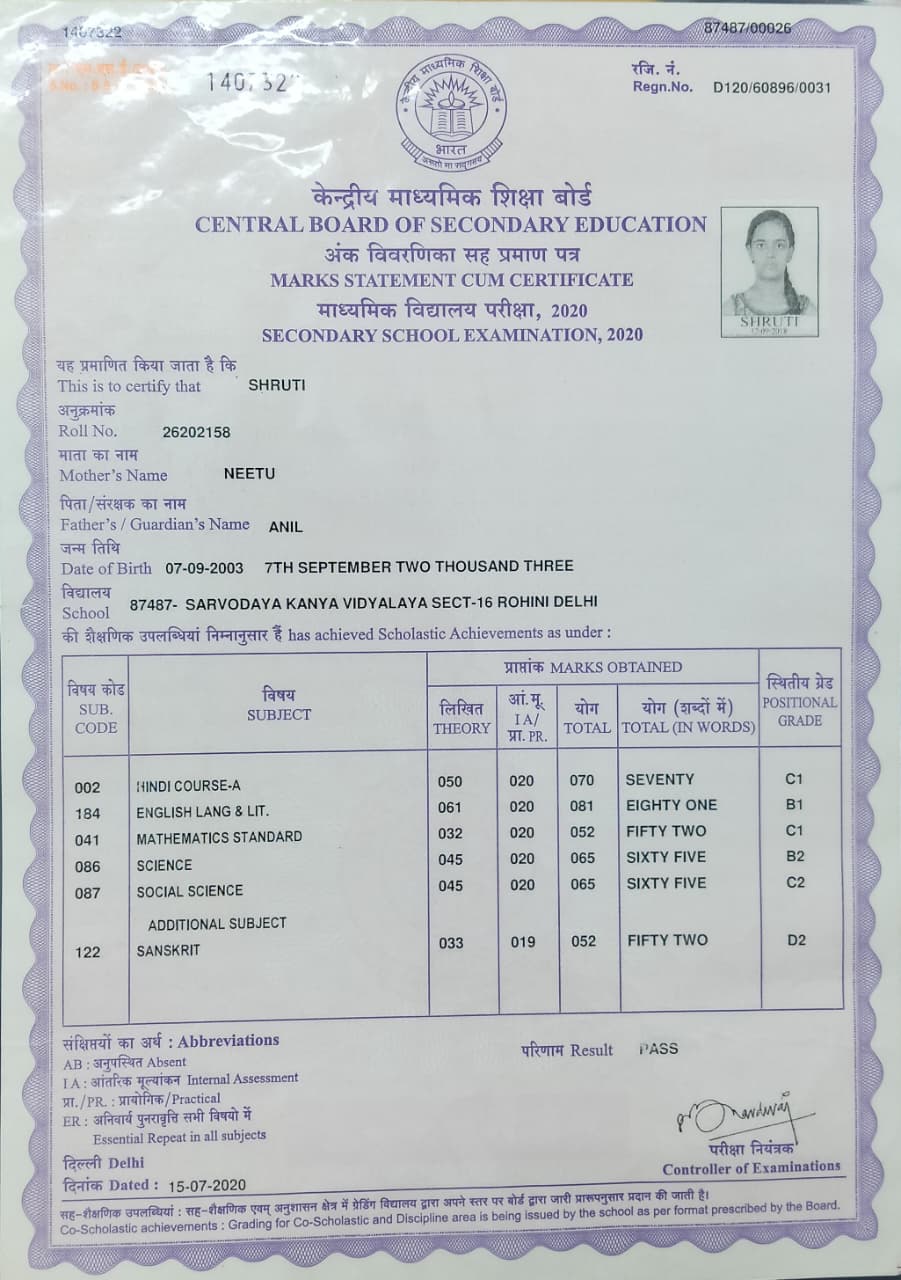 1407322
87487/00026
रजि. नं.
Regn.No. D120/60896/0031
केन्द्रीय माध्यमिक शिक्षा बोर्ड
भारत
असतो मा सद्गमय
केन्द्रीय माध्यमिक शिक्षा बोर्ड
CENTRAL BOARD OF SECONDARY EDUCATION
अंक विवरणिका सह प्रमाण पत्र
MARKS STATEMENT CUM CERTIFICATE
माध्यमिक विद्यालय परीक्षा, 2020
SECONDARY SCHOOL EXAMINATION, 2020
SHRUTI
17-09-2018
यह प्रमाणित किया जाता है कि
This is to certify that SHRUTI
अनुक्रमांक
Roll No. 26202158
माता का नाम
Mother's Name NEETU
पिता/संरक्षक का नाम
Father's / Guardian's Name ANIL
जन्म तिथि
Date of Birth 07-09-2003 7TH SEPTEMBER TWO THOUSAND THREE
विद्यालय
School 87487- SARVODAYA KANYA VIDYALAYA SECT-16 ROHINI DELHI
की शैक्षणिक उपलब्धियां निम्नानुसार हैं has achieved Scholastic Achievements as under :
विषय कोड SUB. CODE
विषय SUBJECT
प्राप्तांक MARKS OBTAINED
लिखित THEORY
आं.मू. I A/ प्रा. PR.
योग TOTAL
योग (शब्दों में) TOTAL (IN WORDS)
स्थितीय ग्रेड POSITIONAL GRADE
002 HINDI COURSE-A 050 020 070 SEVENTY C1
184 ENGLISH LANG & LIT. 061 020 081 EIGHTY ONE B1
041 MATHEMATICS STANDARD 032 020 052 FIFTY TWO C1
086 SCIENCE 045 020 065 SIXTY FIVE B2
087 SOCIAL SCIENCE 045 020 065 SIXTY FIVE C2
ADDITIONAL SUBJECT
122 SANSKRIT 033 019 052 FIFTY TWO D2
संक्षिप्तयों का अर्थ : Abbreviations
AB : अनुपस्थित Absent
I A : आंतरिक मूल्यांकन Internal Assessment
प्रा./PR. : प्रायोगिक/Practical
ER : अनिवार्य पुनरावृत्ति सभी विषयो में
Essential Repeat in all subjects
परिणाम Result PASS
परीक्षा नियंत्रक
Controller of Examinations
दिल्ली Delhi
दिनांक Dated : 15-07-2020
सह-शैक्षणिक उपलब्धियां : सह-शैक्षणिक एवम् अनुशासन क्षेत्र में ग्रेडिंग विद्यालय द्वारा अपने स्तर पर बोर्ड द्वारा जारी प्रारूपनुसार प्रदान की जाती है।
Co-Scholastic achievements : Grading for Co-Scholastic and Discipline area is being issued by the school as per format prescribed by the Board.